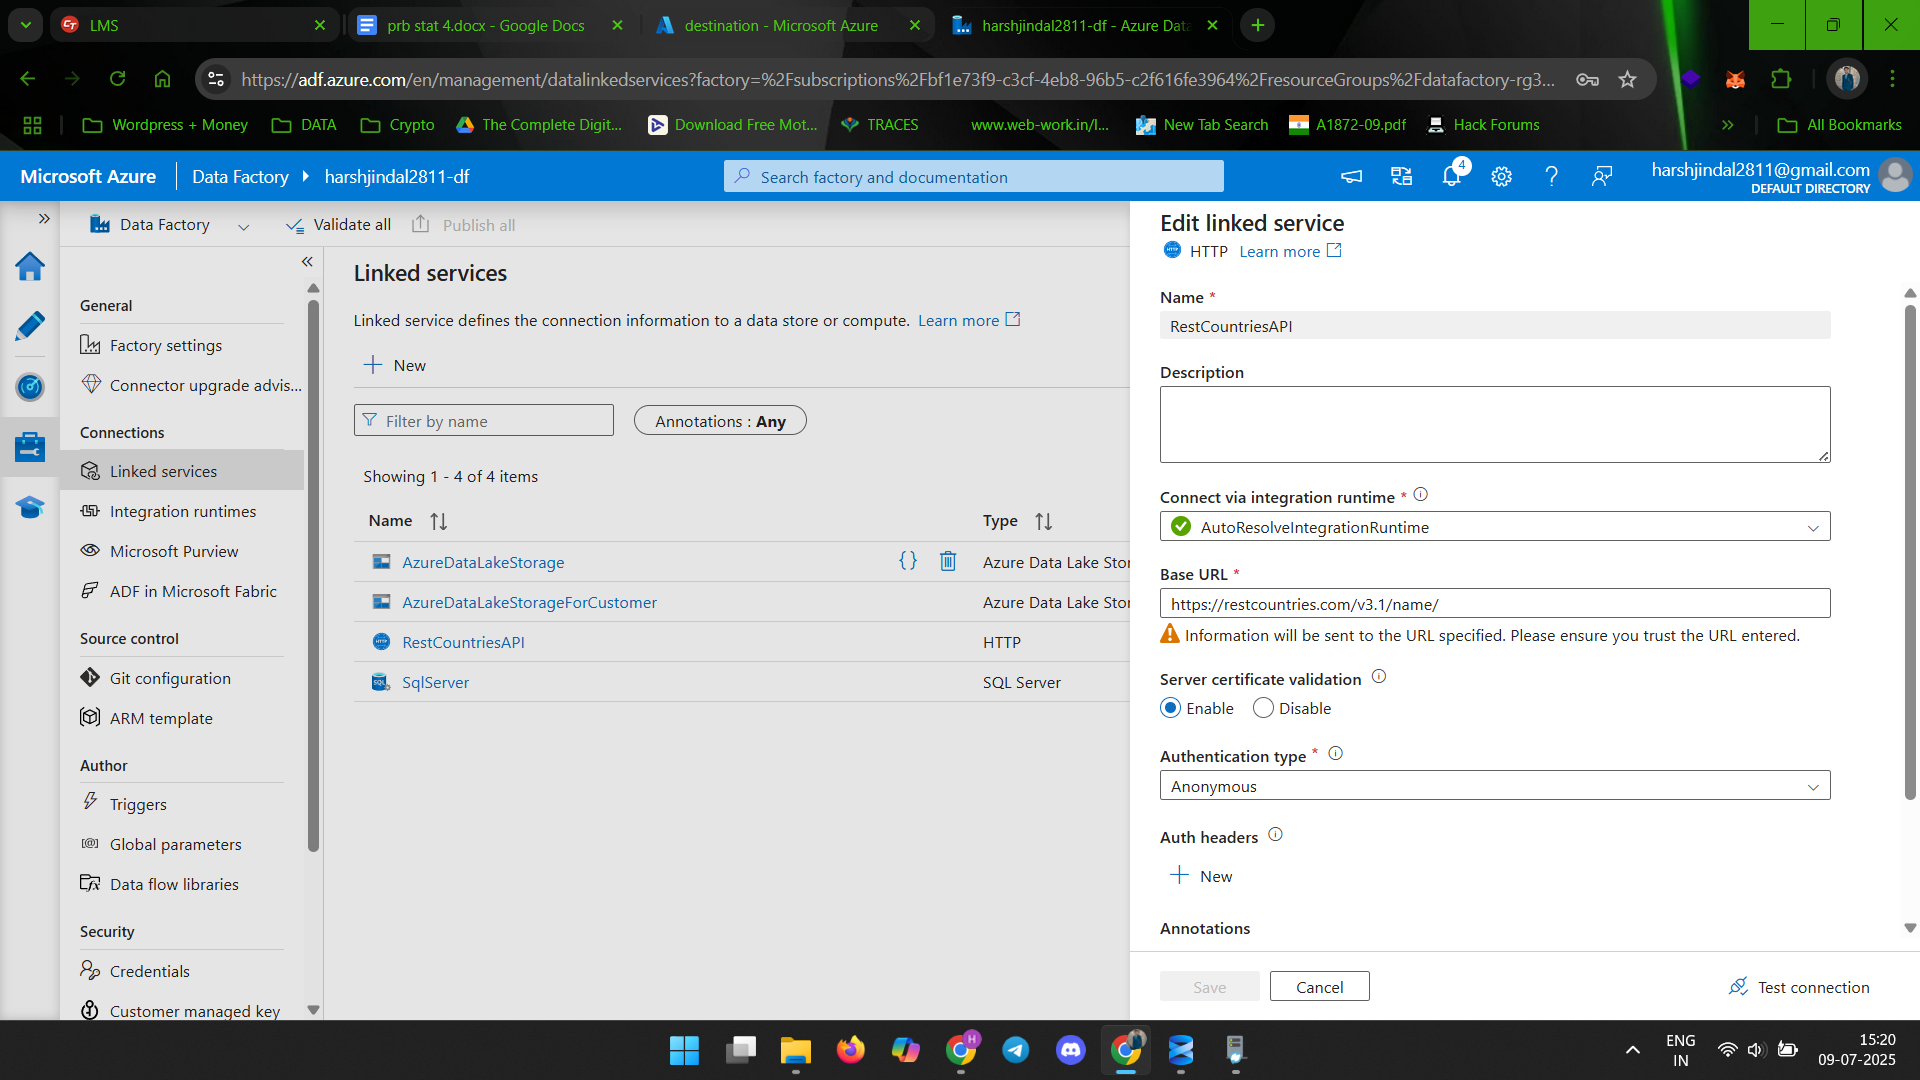 LMS
prb stat 4.docx - Google Docs
destination - Microsoft Azure
harshjindal2811-df - Azure Data
https://adf.azure.com/en/management/datalinkedservices?factory=%2Fsubscriptions%2Fbf1e73f9-c3cf-4eb8-96b5-c2f616fe3964%2FresourceGroups%2Fdatafactory-rg3...
Wordpress + Money
DATA
Crypto
The Complete Digit...
Download Free Mot...
TRACES
www.web-work.in/l...
New Tab Search
A1872-09.pdf
Hack Forums
All Bookmarks
Microsoft Azure
Data Factory
harshjindal2811-df
Search factory and documentation
4
harshjindal2811@gmail.com
DEFAULT DIRECTORY
Data Factory
Validate all
Publish all
General
Factory settings
Connector upgrade advis...
Connections
Linked services
Integration runtimes
Microsoft Purview
ADF in Microsoft Fabric
Source control
Git configuration
ARM template
Author
Triggers
Global parameters
Data flow libraries
Security
Credentials
Customer managed key
Linked services
Linked service defines the connection information to a data store or compute. Learn more
New
Filter by name
Annotations : Any
Showing 1 - 4 of 4 items
Name Type
AzureDataLakeStorage {} Azure Data Lake Stor
AzureDataLakeStorageForCustomer Azure Data Lake Stor
RestCountriesAPI HTTP
SqlServer SQL Server
Edit linked service
HTTP Learn more
Name *
RestCountriesAPI
Description
Connect via integration runtime *
AutoResolveIntegrationRuntime
Base URL *
https://restcountries.com/v3.1/name/
Information will be sent to the URL specified. Please ensure you trust the URL entered.
Server certificate validation
Enable Disable
Authentication type *
Anonymous
Auth headers
New
Annotations
Save Cancel Test connection
H
ENG
IN
15:20
09-07-2025